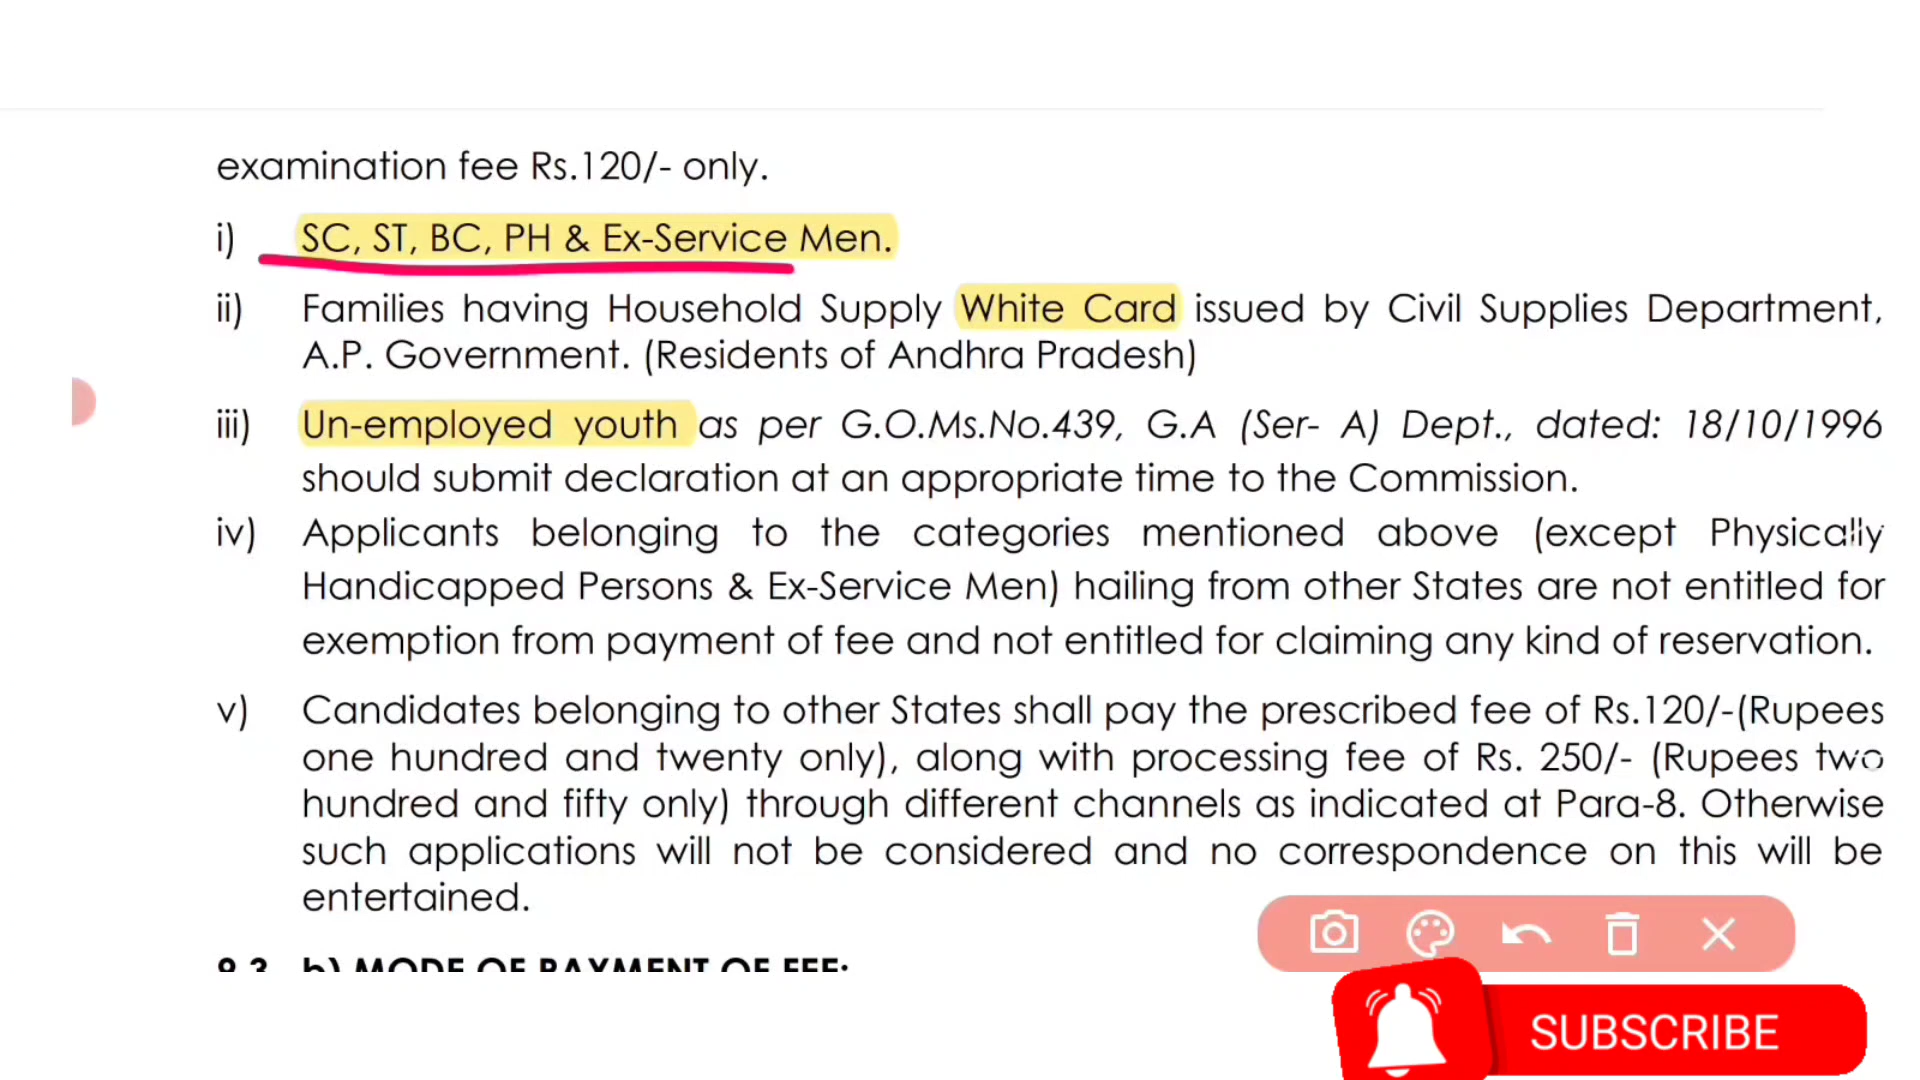 examination fee Rs.120/- only.
i) SC, ST, BC, PH & Ex-Service Men.
ii) Families having Household Supply White Card issued by Civil Supplies Department,
A.P. Government. (Residents of Andhra Pradesh)
iii) Un-employed youth as per G.O.Ms.No.439, G.A (Ser- A) Dept., dated: 18/10/1996
should submit declaration at an appropriate time to the Commission.
iv) Applicants belonging to the categories mentioned above (except Physically
Handicapped Persons & Ex-Service Men) hailing from other States are not entitled for
exemption from payment of fee and not entitled for claiming any kind of reservation.
v) Candidates belonging to other States shall pay the prescribed fee of Rs.120/-(Rupees
one hundred and twenty only), along with processing fee of Rs. 250/- (Rupees two
hundred and fifty only) through different channels as indicated at Para-8. Otherwise
such applications will not be considered and no correspondence on this will be
entertained.
b) MODE OF PAYMENT OF FEE:
SUBSCRIBE